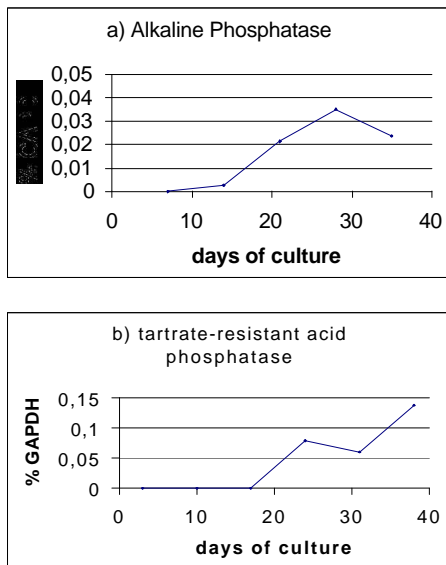 a) Alkaline Phosphatase
0,05
0,04
0,03
0,02
0,01
0
0 10 20 30 40
days of culture
b) tartrate-resistant acid
phosphatase
% GAPDH
0,15
0,1
0,05
0
0 10 20 30 40
days of culture